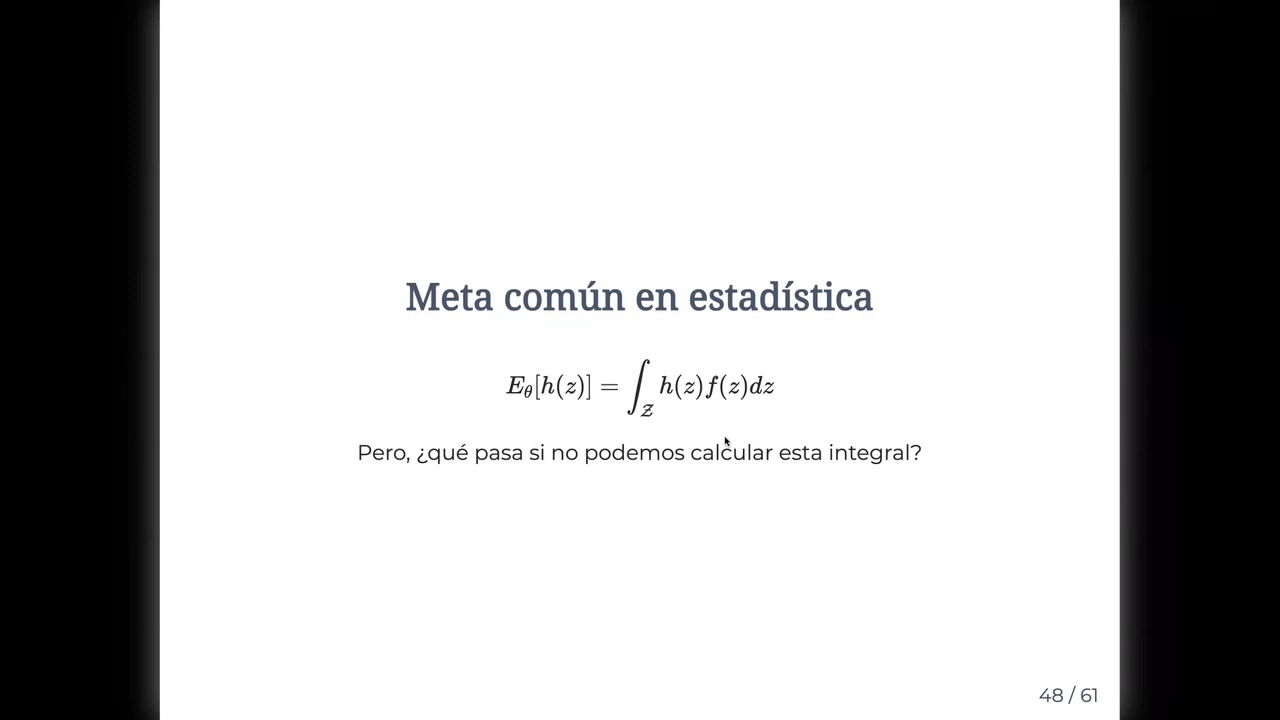 Meta común en estadística
E_θ[h(z)] = ∫_𝒵 h(z)f(z)dz
Pero, ¿qué pasa si no podemos calcular esta integral?
48 / 61